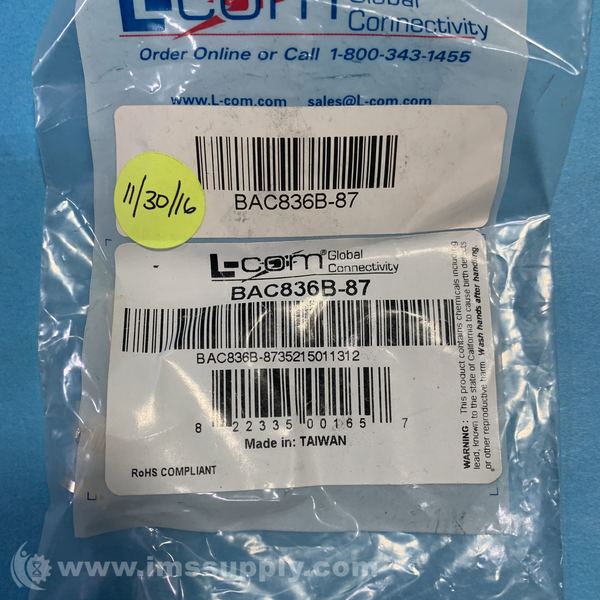 L-com Global
Connectivity
Order Online or Call 1-800-343-1455
www.L-com.com sales@L-com.com
BAC836B-87
11/30/16
L-com® Global
Connectivity
BAC836B-87
BAC836B-8735215011312
8 22335 00165 7
Made in: TAIWAN
RoHS COMPLIANT
WARNING: This product contains chemicals including
lead, known to the state of California to cause birth defects
or other reproductive harm. Wash hands after handling.
www.imssupply.com